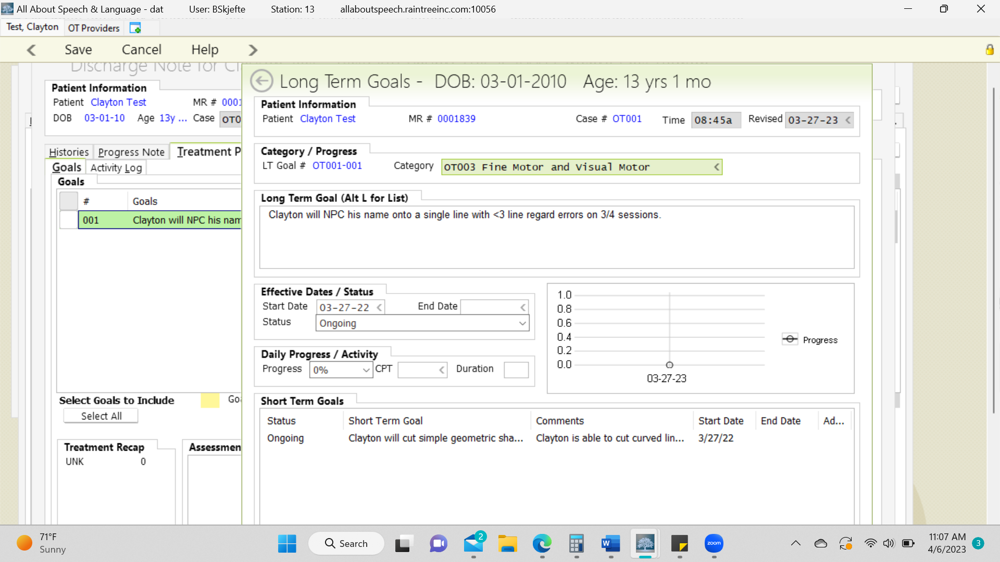 All About Speech & Language - dat User: BSkjefte Station: 13 allaboutspeech.raintreeinc.com:10056
Test, Clayton OT Providers
Save Cancel Help
Discharge Note for Cl
Patient Information
Patient Clayton Test MR # 0001
DOB 03-01-10 Age 13y ... Case OT0
Histories Progress Note Treatment P
Goals Activity Log
Goals
# Goals
001 Clayton will NPC his nam
Select Goals to Include Goa
Select All
Treatment Recap Assessmen
UNK 0
Long Term Goals - DOB: 03-01-2010 Age: 13 yrs 1 mo
Patient Information
Patient Clayton Test MR # 0001839 Case # OT001 Time 08:45a Revised 03-27-23
Category / Progress
LT Goal # OT001-001 Category OT003 Fine Motor and Visual Motor
Long Term Goal (Alt L for List)
Clayton will NPC his name onto a single line with <3 line regard errors on 3/4 sessions.
Effective Dates / Status
Start Date 03-27-22 End Date
Status Ongoing
Daily Progress / Activity
Progress 0% CPT Duration
1.0
0.8
0.6
0.4
0.2
0.0
03-27-23
Progress
Short Term Goals
Status Short Term Goal Comments Start Date End Date Ad...
Ongoing Clayton will cut simple geometric sha... Clayton is able to cut curved lin... 3/27/22
71°F
Sunny
Search
2
W
zoom
11:07 AM
4/6/2023
3